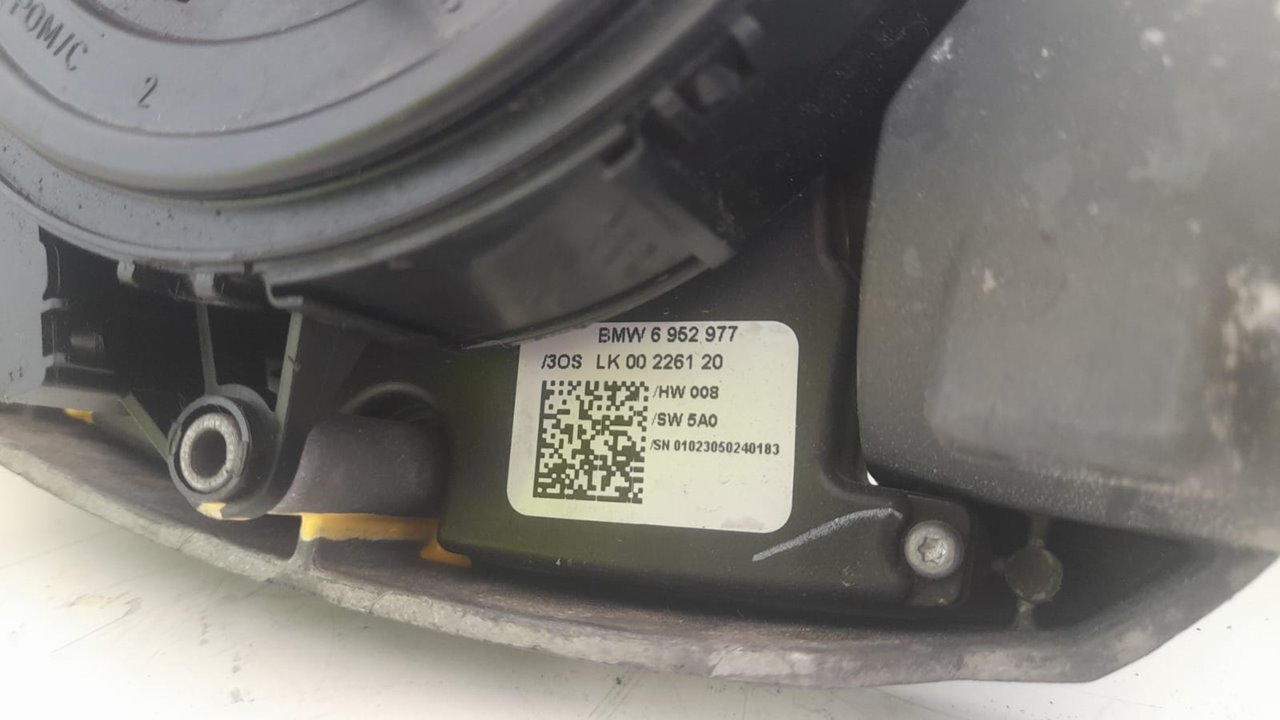 POM/C
2
BMW 6 952 977
/3OS LK 00 2261 20
/HW 008
/SW 5A0
/SN 01023050240183